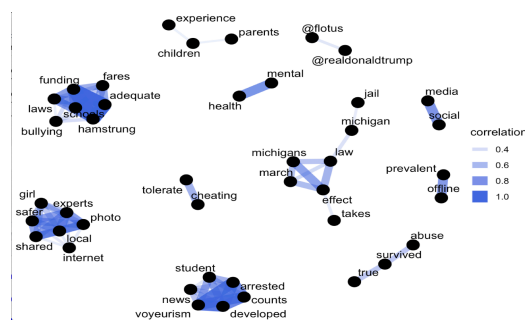 experience
parents
children
@flotus
@realdonaldtrump
funding
fares
laws
adequate
schools
bullying
hamstrung
mental
health
jail
michigan
media
social
correlation
0.4
0.6
0.8
1.0
michigans
law
march
effect
takes
tolerate
cheating
prevalent
offline
girl
experts
safer
photo
shared
local
internet
abuse
survived
true
student
arrested
news
counts
voyeurism
developed